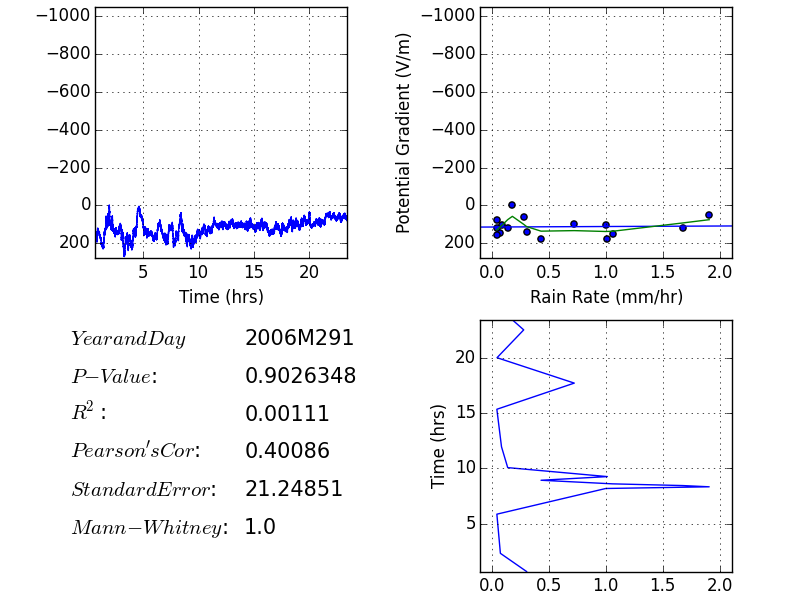 −1000
−800
−600
−400
−200
0
200
5 10 15 20
Time (hrs)
Potential Gradient (V/m)
−1000
−800
−600
−400
−200
0
200
0.0 0.5 1.0 1.5 2.0
Rain Rate (mm/hr)
YearandDay 2006M291
P−Value: 0.9026348
R²: 0.00111
Pearson'sCor: 0.40086
StandardError: 21.24851
Mann−Whitney: 1.0
Time (hrs)
20
15
10
5
0.0 0.5 1.0 1.5 2.0